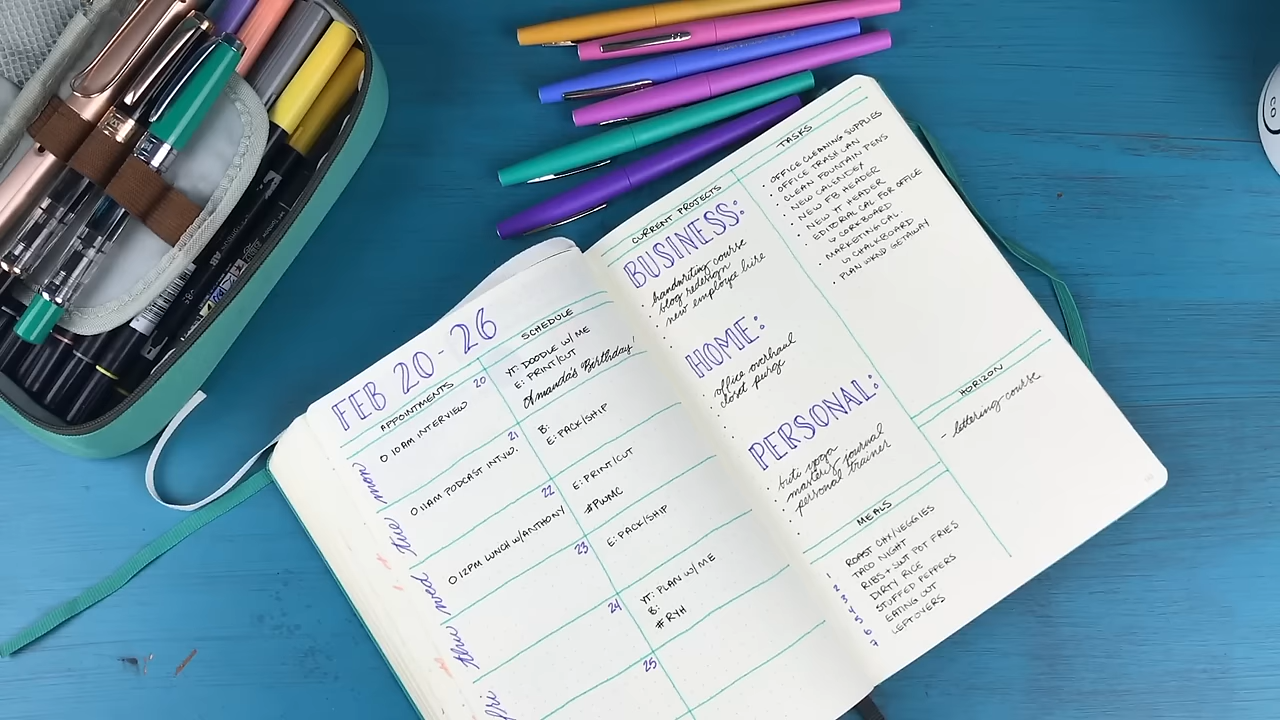 FEB 20-26
APPOINTMENTS
SCHEDULE
mon
20
O 10AM INTERVIEW
YT: DOODLE W/ME
E: PRINT/CUT
Amanda's Birthday!
tue
21
O 11AM PODCAST INTVW.
B:
E: PACK/SHIP
wed
22
O 12PM LUNCH W/ANTHONY
E: PRINT/CUT
#PWMC
thu
23
E: PACK/SHIP
fri
24
YT: PLAN W/ME
B:
#RYH
25
CURRENT PROJECTS
BUSINESS:
• handwriting course
• blog redesign
• new employee hire
HOME:
• office overhaul
• closet purge
PERSONAL:
• buti yoga
• mastery journal
• personal trainer
TASKS
• OFFICE CLEANING SUPPLIES
• OFFICE TRASH CAN
• CLEAN FOUNTAIN PENS
• NEW CALENDEX
• NEW FB HEADER
• NEW YT HEADER
• EDITORIAL CAL FOR OFFICE
↳ CORKBOARD
• MARKETING CAL.
↳ CHALKBOARD
• PLAN WKND GETAWAY
HORIZON
- lettering course
MEALS
1 ROAST CHX/VEGGIES
2 TACO NIGHT
3 RIBS + SWT POT FRIES
4 DIRTY RICE
5 STUFFED PEPPERS
6 EATING OUT
7 LEFTOVERS